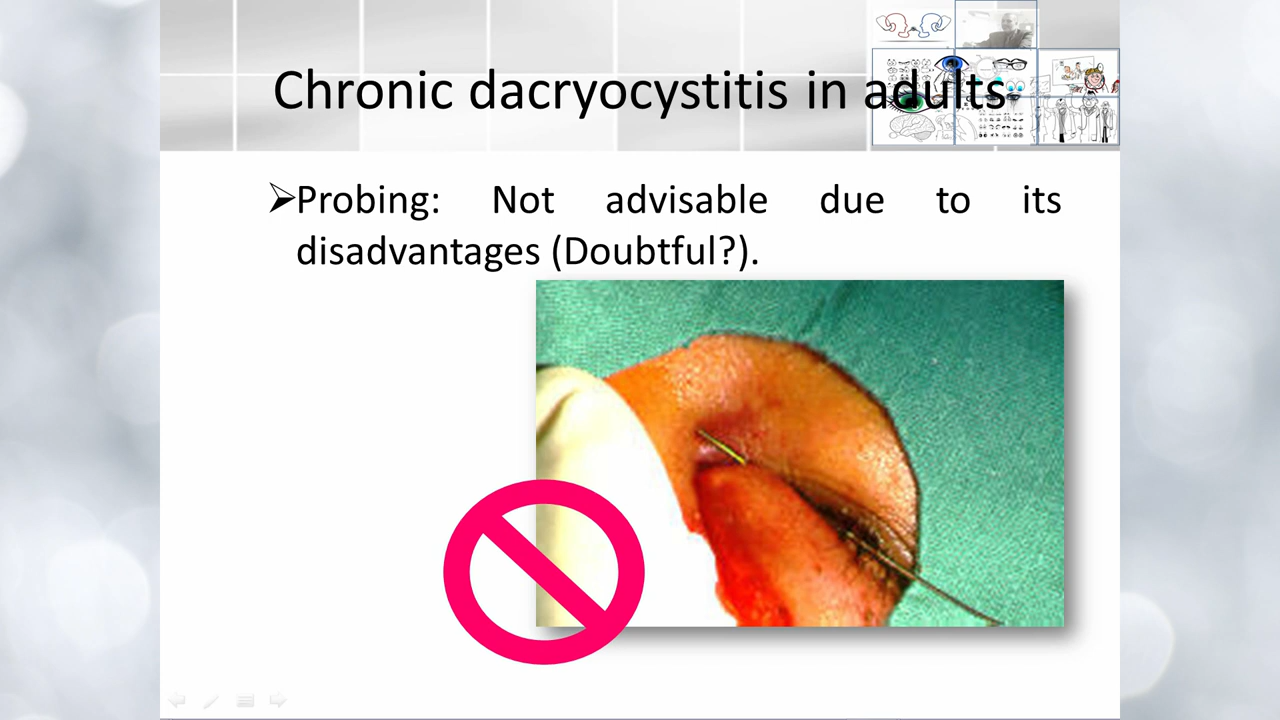 Chronic dacryocystitis in adults
➢Probing: Not advisable due to its
disadvantages (Doubtful?).